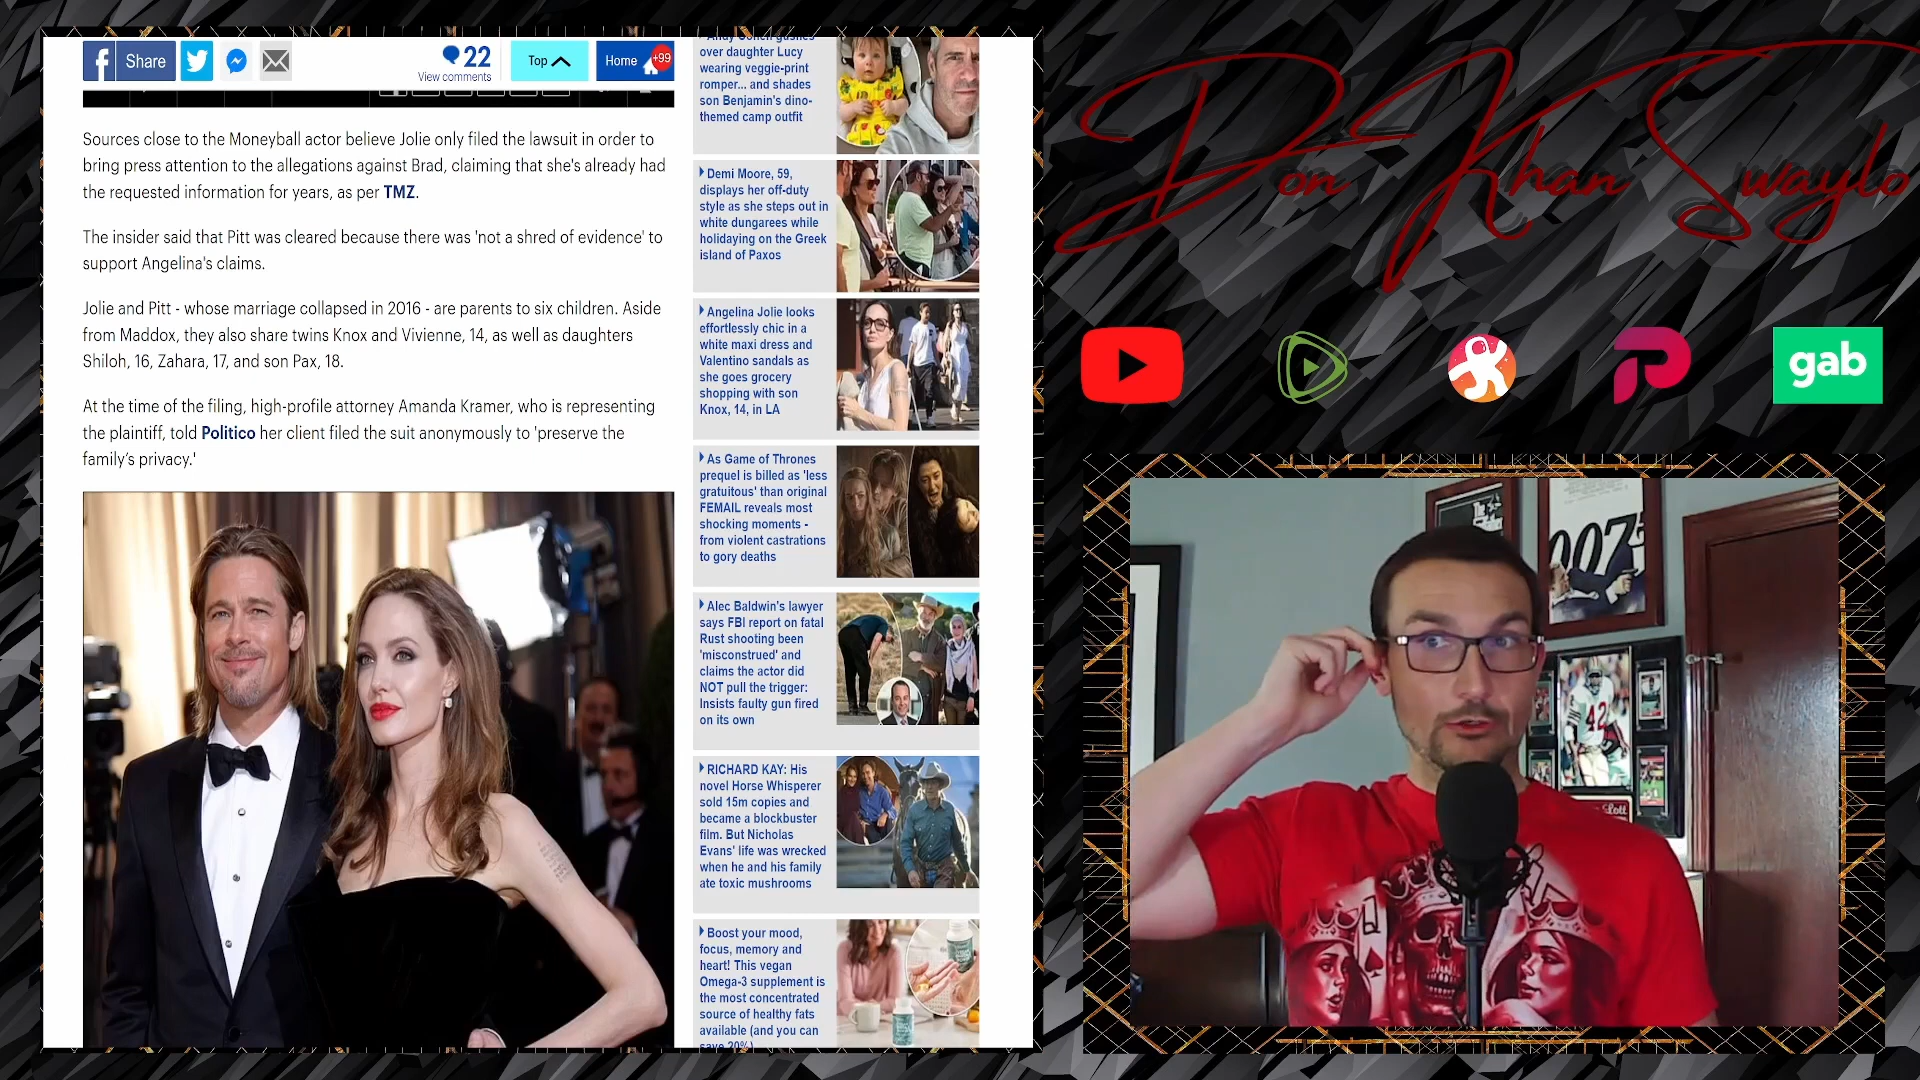 Share
22
View comments
Top
Home
+99
Sources close to the Moneyball actor believe Jolie only filed the lawsuit in order to
bring press attention to the allegations against Brad, claiming that she's already had
the requested information for years, as per TMZ.
The insider said that Pitt was cleared because there was 'not a shred of evidence' to
support Angelina's claims.
Jolie and Pitt - whose marriage collapsed in 2016 - are parents to six children. Aside
from Maddox, they also share twins Knox and Vivienne, 14, as well as daughters
Shiloh, 16, Zahara, 17, and son Pax, 18.
At the time of the filing, high-profile attorney Amanda Kramer, who is representing
the plaintiff, told Politico her client filed the suit anonymously to 'preserve the
family's privacy.'
Andy Cohen gushes
over daughter Lucy
wearing veggie-print
romper... and shades
son Benjamin's dino-
themed camp outfit
Demi Moore, 59,
displays her off-duty
style as she steps out in
white dungarees while
holidaying on the Greek
island of Paxos
Angelina Jolie looks
effortlessly chic in a
white maxi dress and
Valentino sandals as
she goes grocery
shopping with son
Knox, 14, in LA
As Game of Thrones
prequel is billed as 'less
gratuitous' than original
FEMAIL reveals most
shocking moments -
from violent castrations
to gory deaths
Alec Baldwin's lawyer
says FBI report on fatal
Rust shooting been
'misconstrued' and
claims the actor did
NOT pull the trigger:
Insists faulty gun fired
on its own
RICHARD KAY: His
novel Horse Whisperer
sold 15m copies and
became a blockbuster
film. But Nicholas
Evans' life was wrecked
when he and his family
ate toxic mushrooms
Boost your mood,
focus, memory and
heart! This vegan
Omega-3 supplement is
the most concentrated
source of healthy fats
available (and you can
save 20%)
Don Khan Swaylo
gab
007
42
Lott
Q